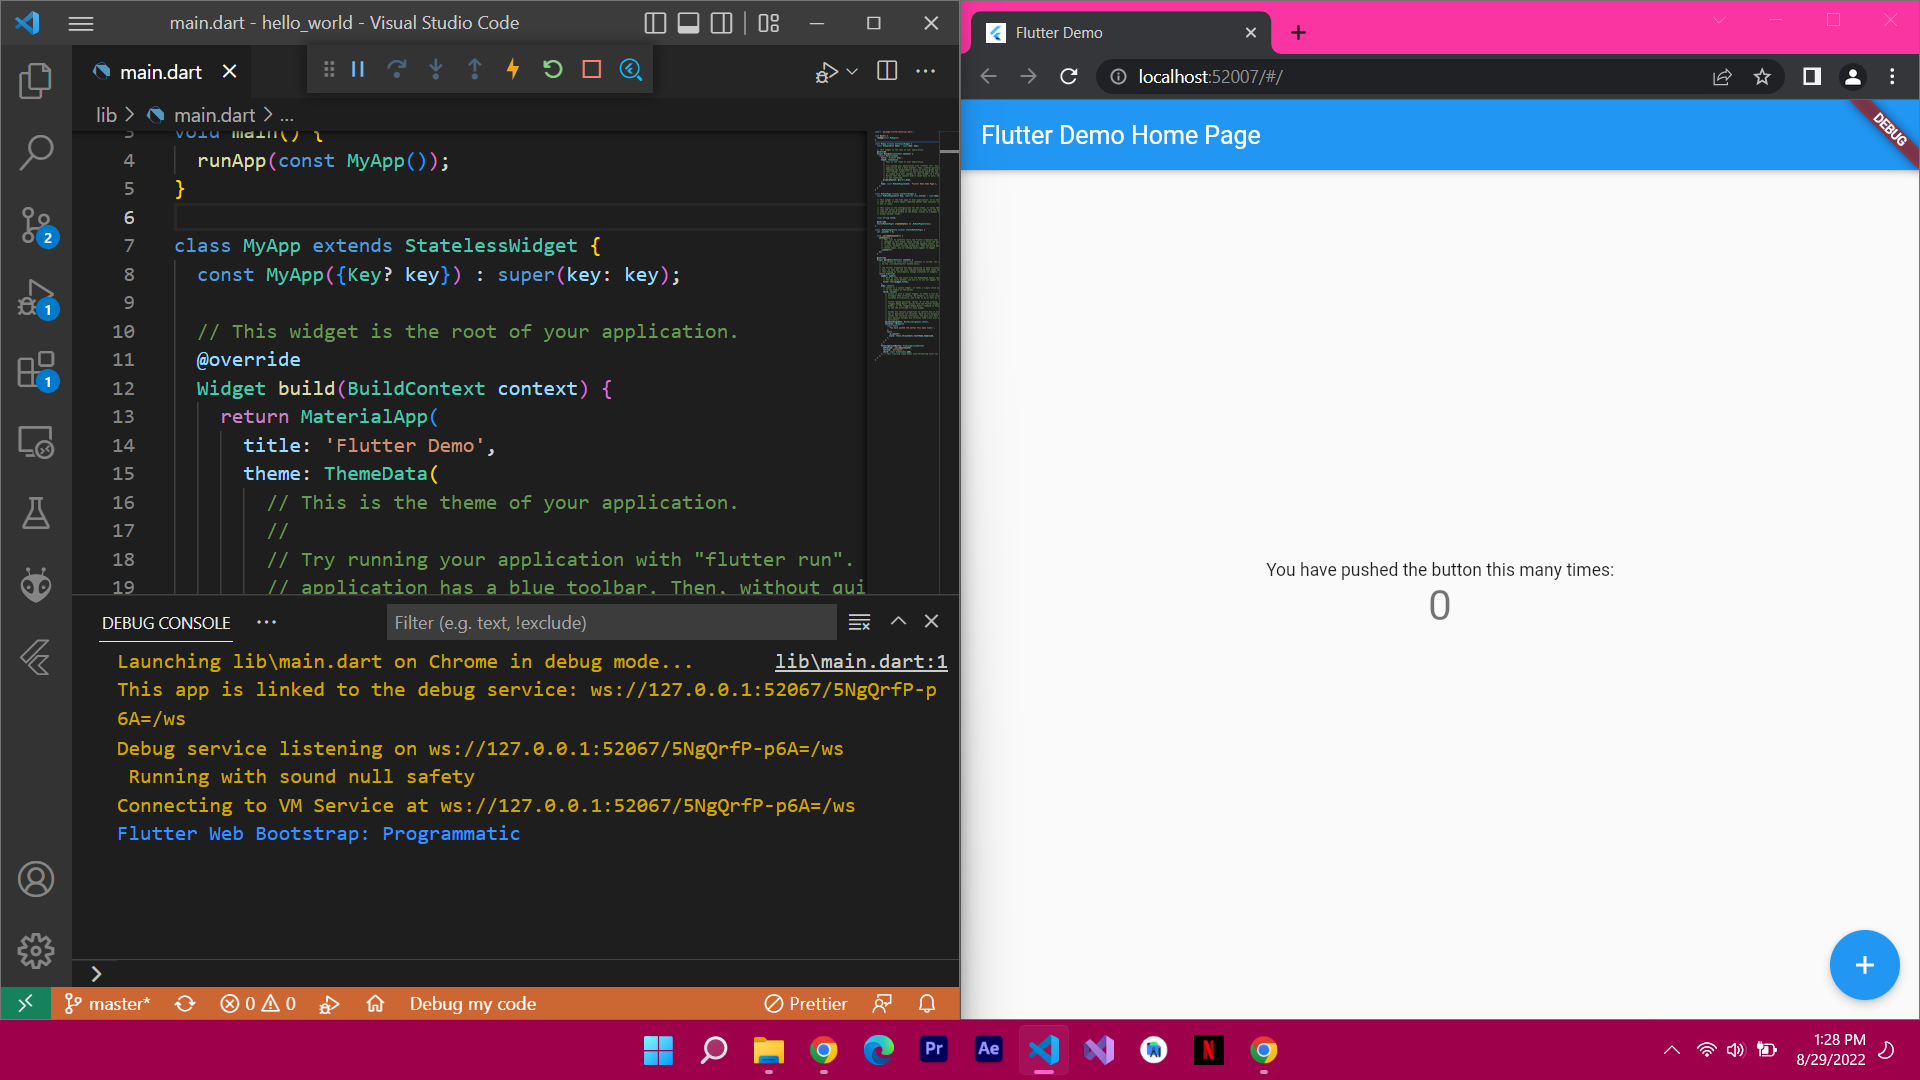 main.dart - hello_world - Visual Studio Code
main.dart
lib > main.dart > ...
3 void main() {
4 runApp(const MyApp());
5 }
6
7 class MyApp extends StatelessWidget {
8 const MyApp({Key? key}) : super(key: key);
9
10 // This widget is the root of your application.
11 @override
12 Widget build(BuildContext context) {
13 return MaterialApp(
14 title: 'Flutter Demo',
15 theme: ThemeData(
16 // This is the theme of your application.
17 //
18 // Try running your application with "flutter run".
19 // application has a blue toolbar. Then, without qui
2
1
1
DEBUG CONSOLE
Filter (e.g. text, !exclude)
Launching lib\main.dart on Chrome in debug mode... lib\main.dart:1
This app is linked to the debug service: ws://127.0.0.1:52067/5NgQrfP-p
6A=/ws
Debug service listening on ws://127.0.0.1:52067/5NgQrfP-p6A=/ws
Running with sound null safety
Connecting to VM Service at ws://127.0.0.1:52067/5NgQrfP-p6A=/ws
Flutter Web Bootstrap: Programmatic
master* 0 0 Debug my code Prettier
Flutter Demo
localhost:52007/#/
Flutter Demo Home Page
DEBUG
You have pushed the button this many times:
0
Pr
Ae
N
1:28 PM
8/29/2022